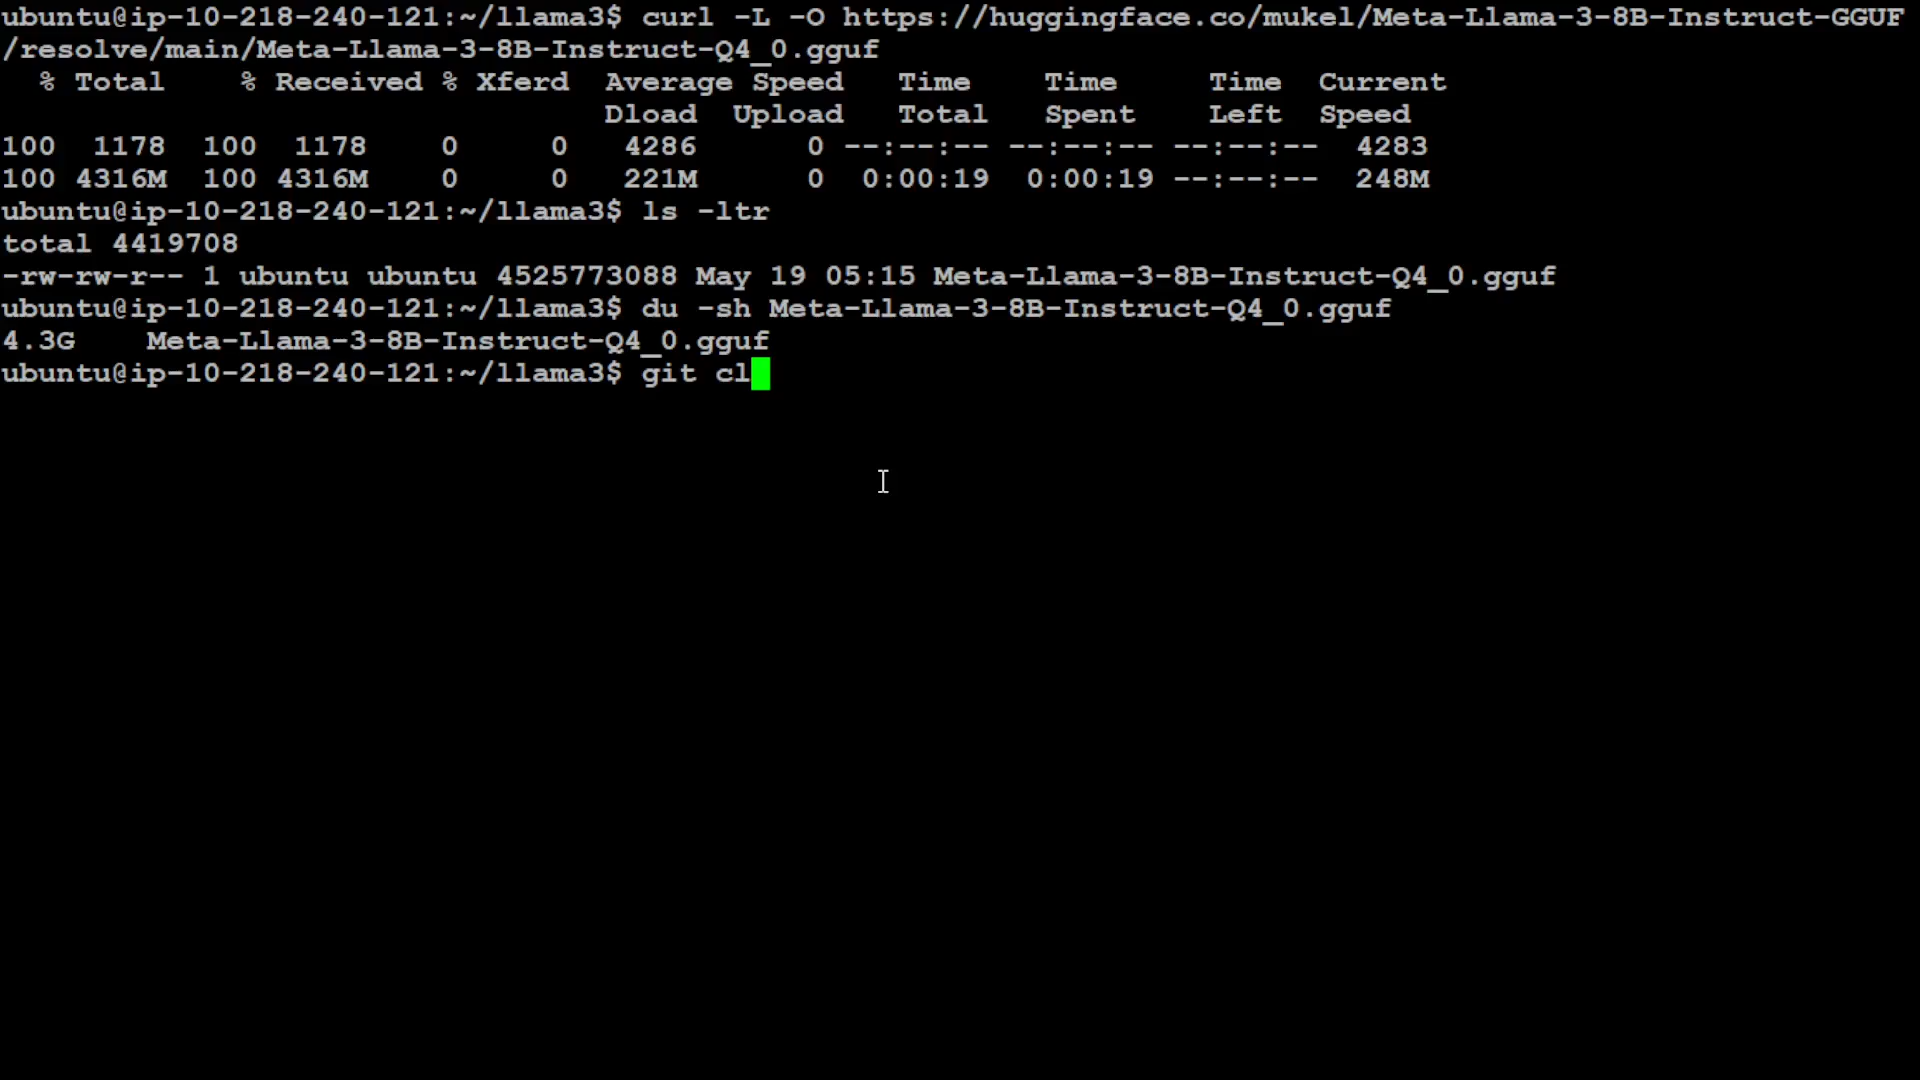 ubuntu@ip-10-218-240-121:~/llama3$ curl -L -O https://huggingface.co/mukel/Meta-Llama-3-8B-Instruct-GGUF
/resolve/main/Meta-Llama-3-8B-Instruct-Q4_0.gguf
  % Total    % Received % Xferd  Average Speed   Time    Time     Time  Current
                                 Dload  Upload   Total   Spent    Left  Speed
100  1178  100  1178    0     0   4286      0 --:--:-- --:--:-- --:--:--  4283
100 4316M  100 4316M    0     0   221M      0  0:00:19  0:00:19 --:--:--  248M
ubuntu@ip-10-218-240-121:~/llama3$ ls -ltr
total 4419708
-rw-rw-r-- 1 ubuntu ubuntu 4525773088 May 19 05:15 Meta-Llama-3-8B-Instruct-Q4_0.gguf
ubuntu@ip-10-218-240-121:~/llama3$ du -sh Meta-Llama-3-8B-Instruct-Q4_0.gguf
4.3G    Meta-Llama-3-8B-Instruct-Q4_0.gguf
ubuntu@ip-10-218-240-121:~/llama3$ git cl